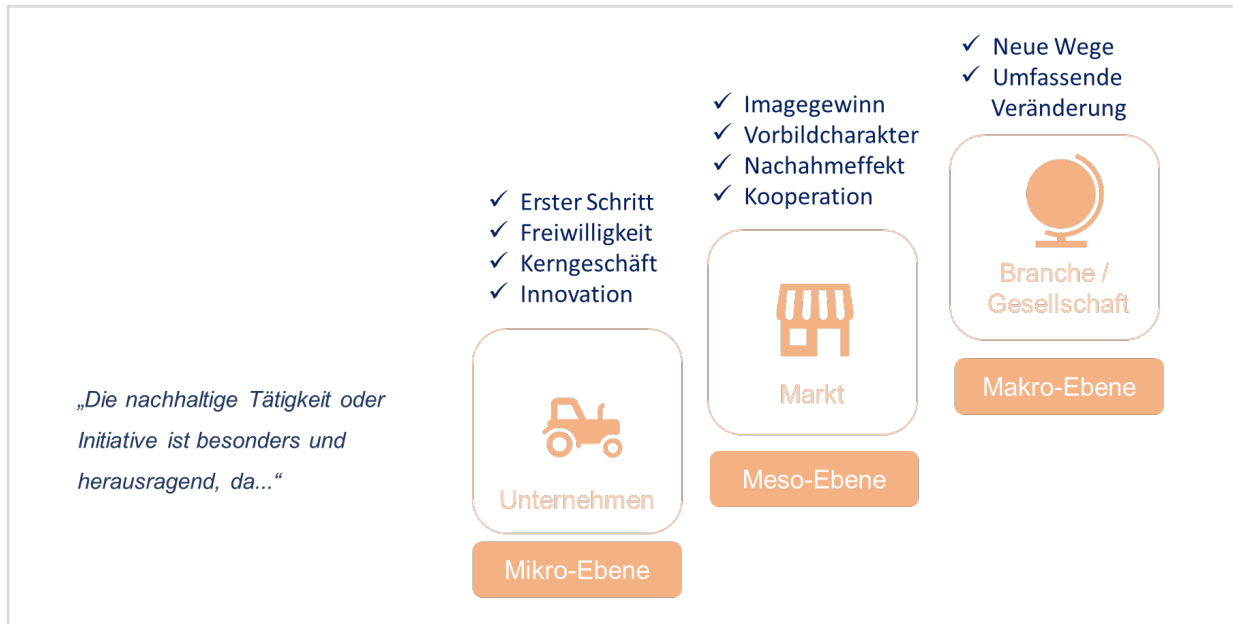 „Die nachhaltige Tätigkeit oder
Initiative ist besonders und
herausragend, da...“
✓ Erster Schritt
✓ Freiwilligkeit
✓ Kerngeschäft
✓ Innovation
Unternehmen
Mikro-Ebene
✓ Imagegewinn
✓ Vorbildcharakter
✓ Nachahmeffekt
✓ Kooperation
Markt
Meso-Ebene
✓ Neue Wege
✓ Umfassende
Veränderung
Branche /
Gesellschaft
Makro-Ebene